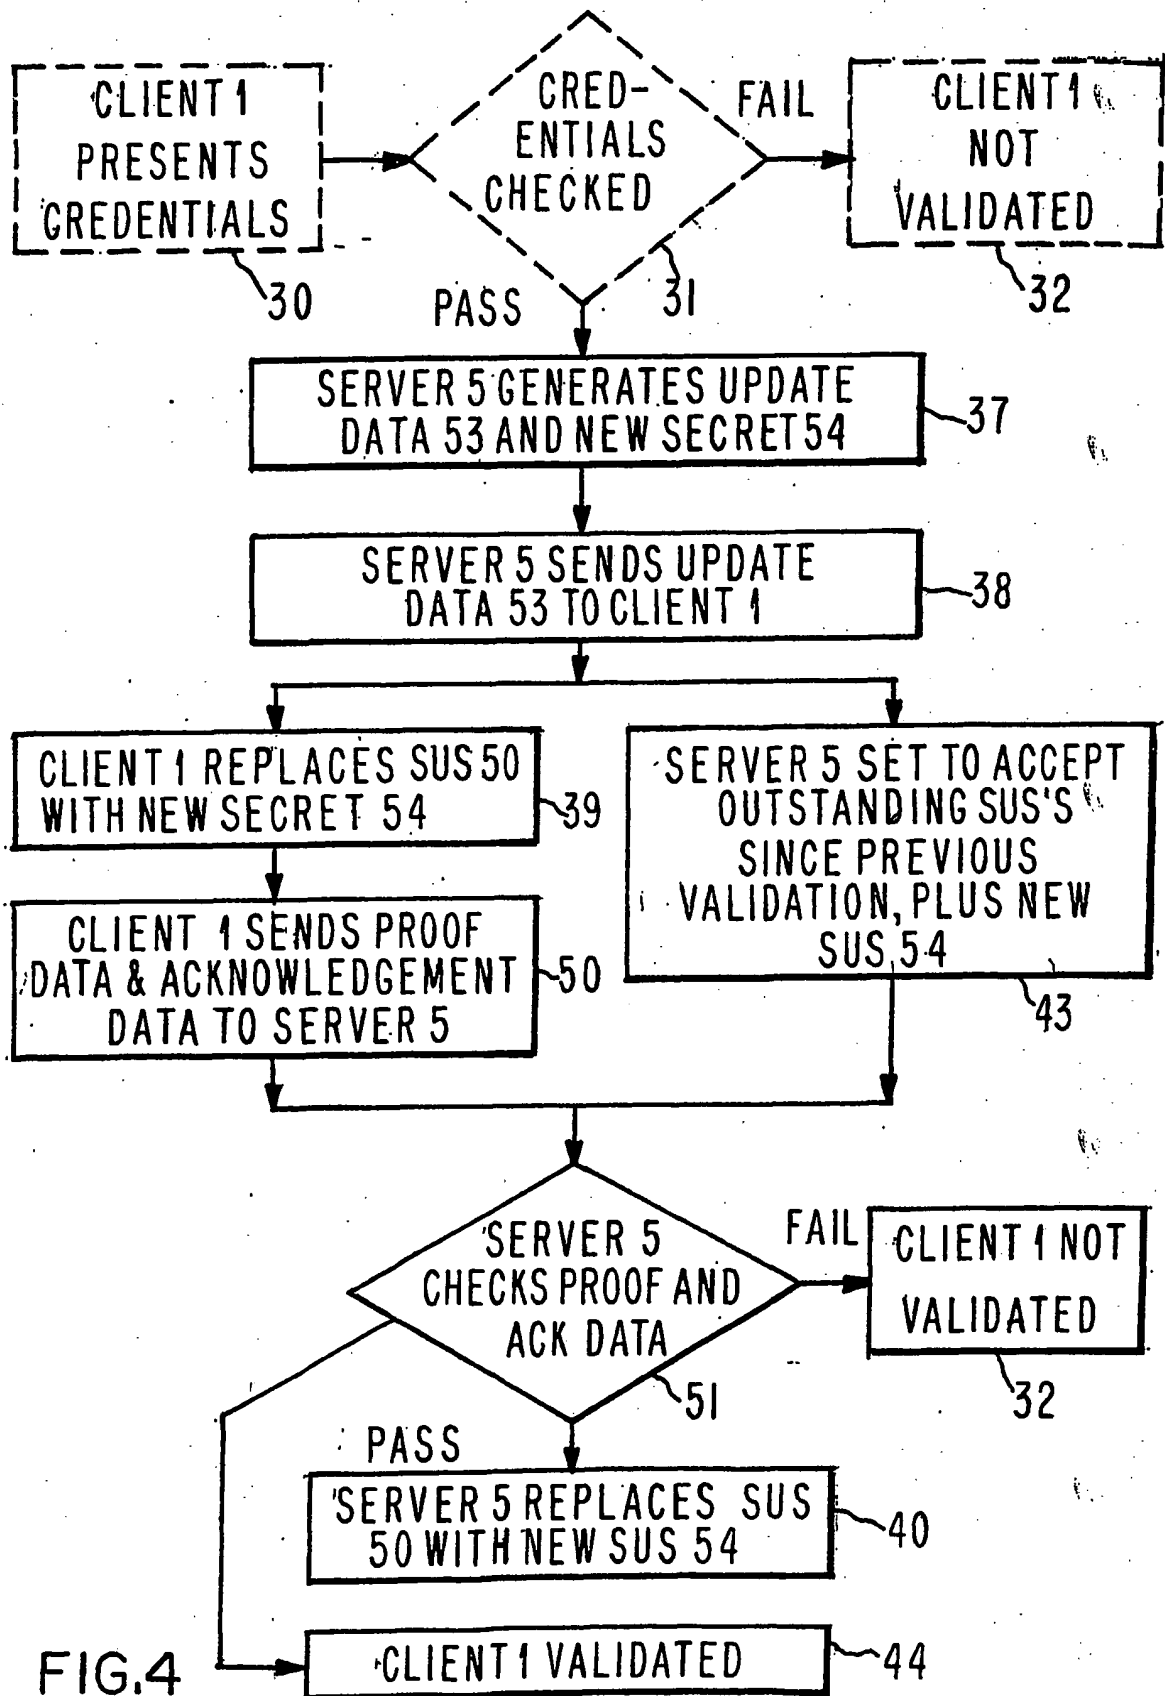 CLIENT 1
PRESENTS
CREDENTIALS
30
CRED-
ENTIALS
CHECKED
31
FAIL
CLIENT 1
NOT
VALIDATED
32
PASS
SERVER 5 GENERATES UPDATE
DATA 53 AND NEW SECRET 54
37
SERVER 5 SENDS UPDATE
DATA 53 TO CLIENT 1
38
CLIENT 1 REPLACES SUS 50
WITH NEW SECRET 54
39
SERVER 5 SET TO ACCEPT
OUTSTANDING SUS'S
SINCE PREVIOUS
VALIDATION, PLUS NEW
SUS 54
43
CLIENT 1 SENDS PROOF
DATA & ACKNOWLEDGEMENT
DATA TO SERVER 5
50
SERVER 5
CHECKS PROOF AND
ACK DATA
51
FAIL
CLIENT 1 NOT
VALIDATED
32
PASS
SERVER 5 REPLACES SUS
50 WITH NEW SUS 54
40
CLIENT 1 VALIDATED
44
FIG.4